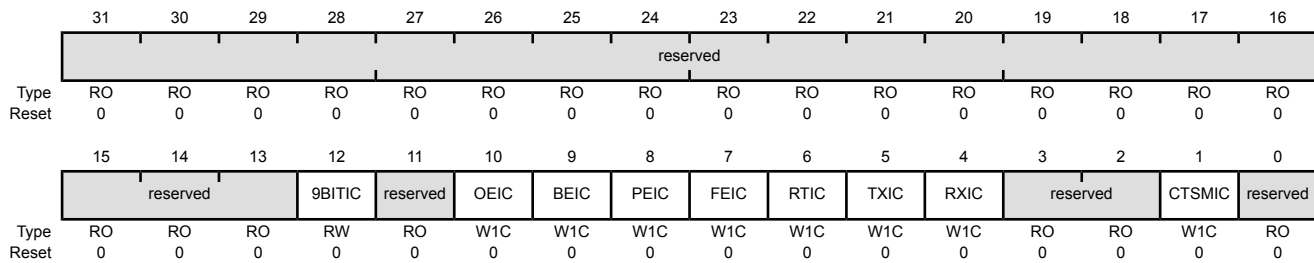 31 30 29 28 27 26 25 24 23 22 21 20 19 18 17 16
reserved
Type RO RO RO RO RO RO RO RO RO RO RO RO RO RO RO RO
Reset 0 0 0 0 0 0 0 0 0 0 0 0 0 0 0 0
15 14 13 12 11 10 9 8 7 6 5 4 3 2 1 0
reserved 9BITIC reserved OEIC BEIC PEIC FEIC RTIC TXIC RXIC reserved CTSMIC reserved
Type RO RO RO RW RO W1C W1C W1C W1C W1C W1C W1C RO RO W1C RO
Reset 0 0 0 0 0 0 0 0 0 0 0 0 0 0 0 0